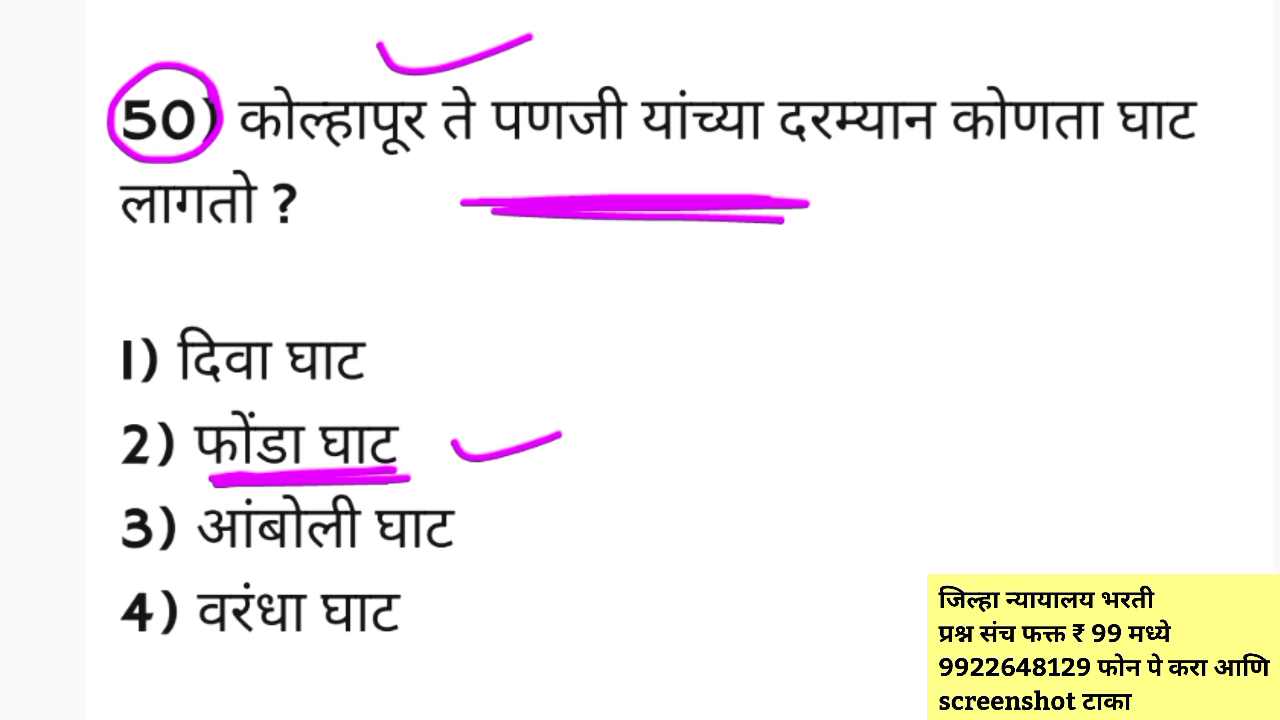 50) कोल्हापूर ते पणजी यांच्या दरम्यान कोणता घाट
लागतो ?
1) दिवा घाट
2) फोंडा घाट
3) आंबोली घाट
4) वरंधा घाट
जिल्हा न्यायालय भरती
प्रश्न संच फक्त ₹ 99 मध्ये
9922648129 फोन पे करा आणि
screenshot टाका